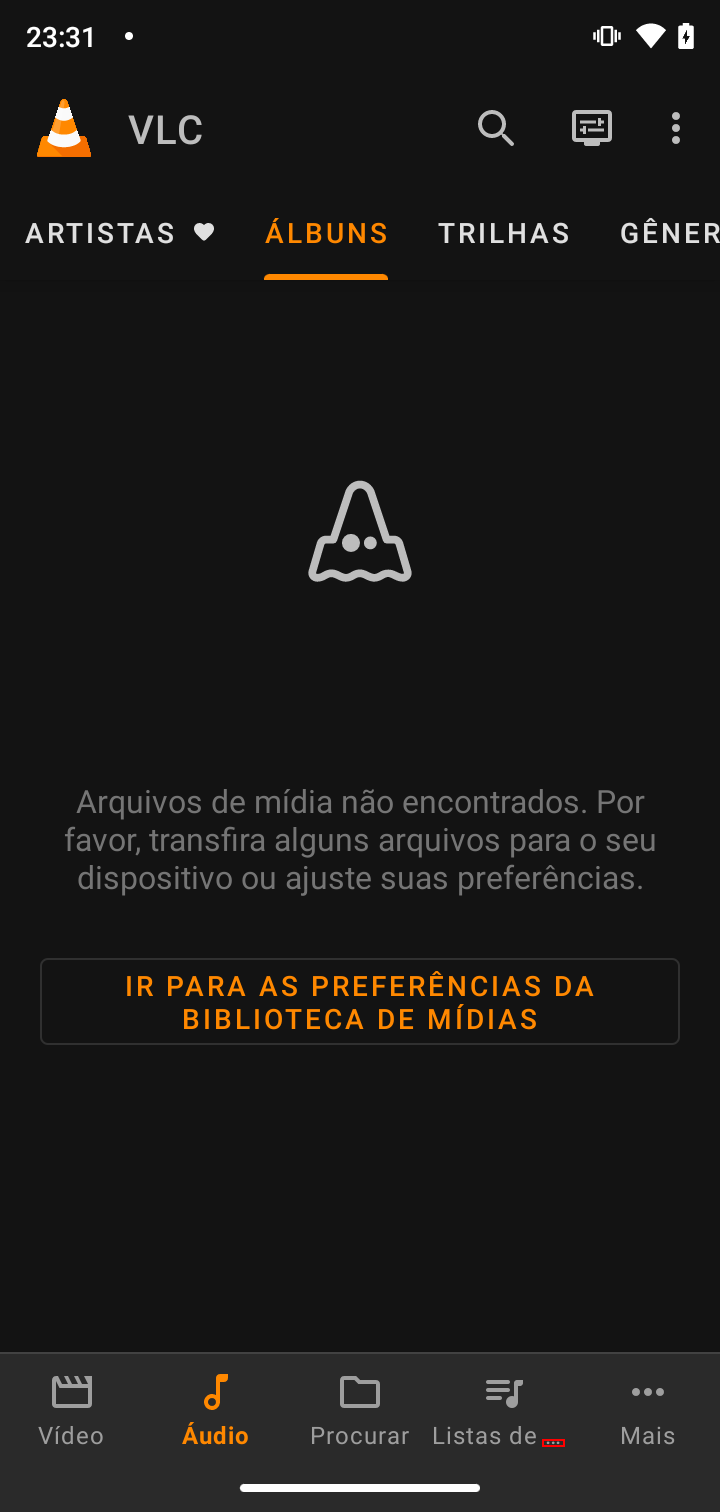 23:31
VLC
ARTISTAS ÁLBUNS TRILHAS GÊNER
Arquivos de mídia não encontrados. Por
favor, transfira alguns arquivos para o seu
dispositivo ou ajuste suas preferências.
IR PARA AS PREFERÊNCIAS DA
BIBLIOTECA DE MÍDIAS
Vídeo Áudio Procurar Listas de... Mais